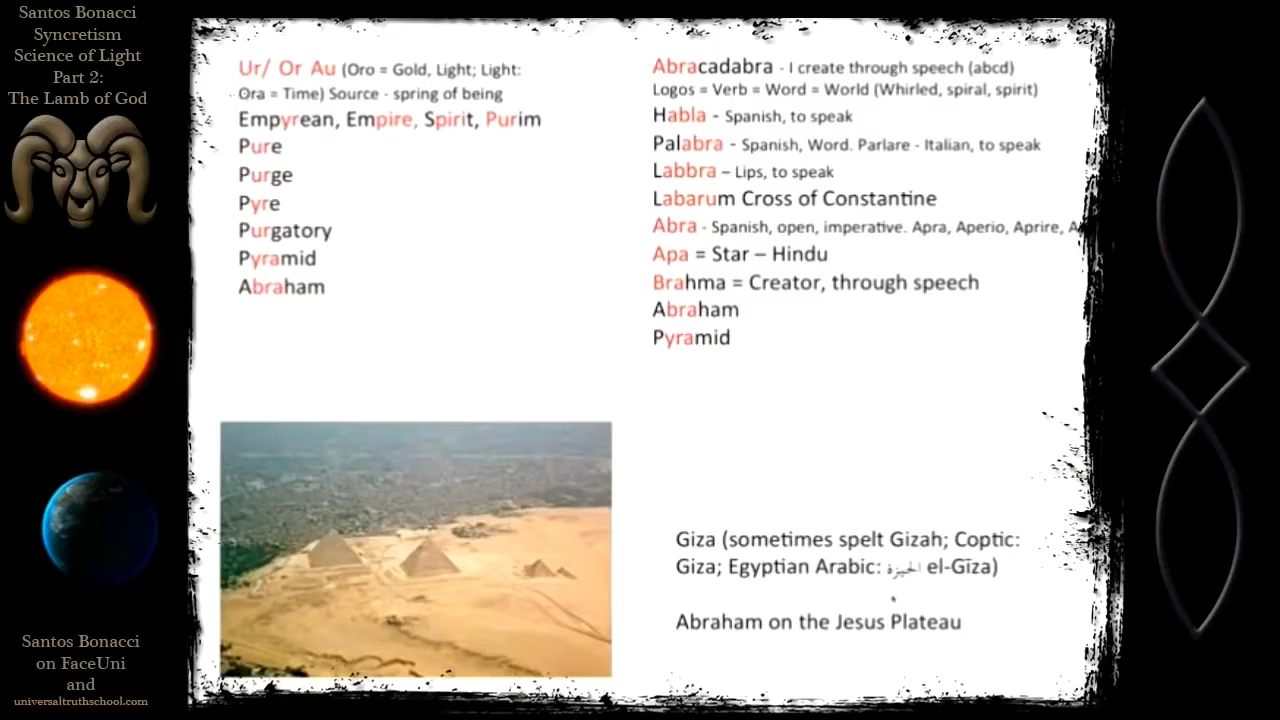 Santos Bonacci
Syncretism
Science of Light
Part 2:
The Lamb of God
Ur/ Or Au (Oro = Gold, Light; Light:
Ora = Time) Source - spring of being
Empyrean, Empire, Spirit, Purim
Pure
Purge
Pyre
Purgatory
Pyramid
Abraham
Abracadabra - I create through speech (abcd)
Logos = Verb = Word = World (Whirled, spiral, spirit)
Habla - Spanish, to speak
Palabra - Spanish, Word. Parlare - Italian, to speak
Labbra – Lips, to speak
Labarum Cross of Constantine
Abra - Spanish, open, imperative. Apra, Aperio, Aprire,
Apa = Star – Hindu
Brahma = Creator, through speech
Abraham
Pyramid
Giza (sometimes spelt Gizah; Coptic:
Giza; Egyptian Arabic: الجيزة el-Gīza)
Abraham on the Jesus Plateau
Santos Bonacci
on FaceUni
and
universaltruthschool.com